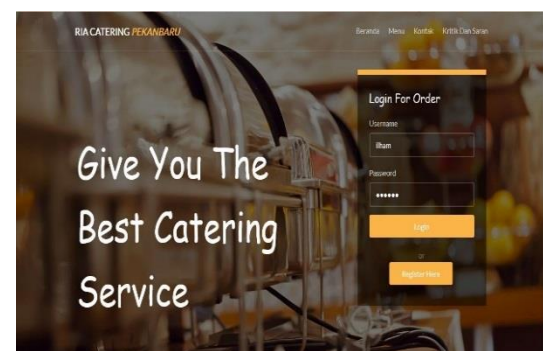 RIA CATERING PEKANBARU
Beranda Menu Kontak Kritik Dan Saran
Give You The
Best Catering
Service
Login For Order
Username
ilham
Password
••••••
Login
or
Register Here